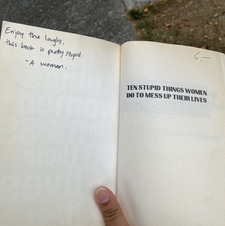 Enjoy the laughs,
this book is pretty stupid
-A woman.
6,-
TEN STUPID THINGS WOMEN
DO TO MESS UP THEIR LIVES